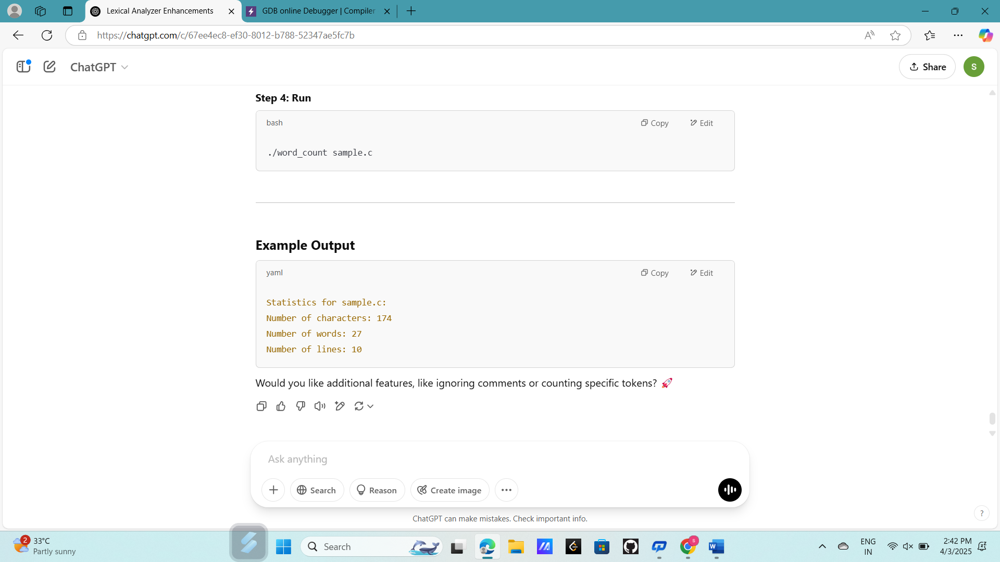 Lexical Analyzer Enhancements
GDB online Debugger | Compiler
https://chatgpt.com/c/67ee4ec8-ef30-8012-b788-52347ae5fc7b
ChatGPT
Share
S
Step 4: Run
bash
Copy
Edit
./word_count sample.c
Example Output
yaml
Copy
Edit
Statistics for sample.c:
Number of characters: 174
Number of words: 27
Number of lines: 10
Would you like additional features, like ignoring comments or counting specific tokens? 🚀
Ask anything
Search
Reason
Create image
ChatGPT can make mistakes. Check important info.
?
2
33°C
Partly sunny
Search
S
W
ENG
IN
2:42 PM
4/3/2025